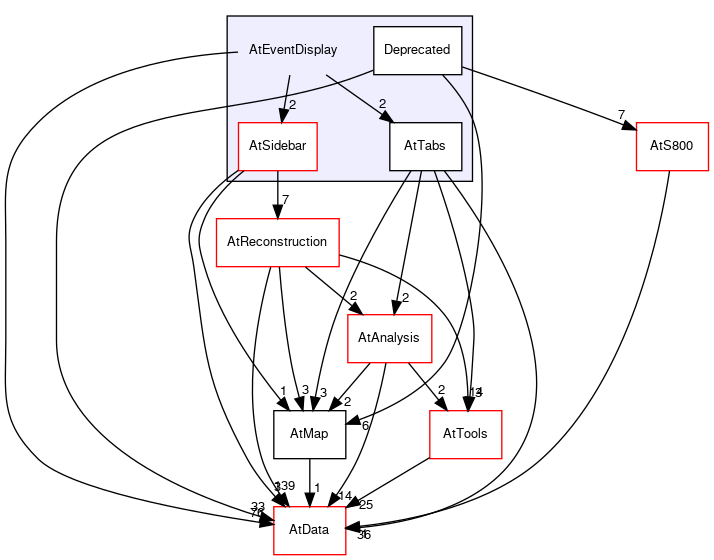 AtEventDisplay
Deprecated
2
2
7
AtSidebar
AtTabs
AtS800
7
AtReconstruction
2
2
AtAnalysis
1
3
3
2
2
6
AtMap
AtTools
1
14
25
33
AtData
36